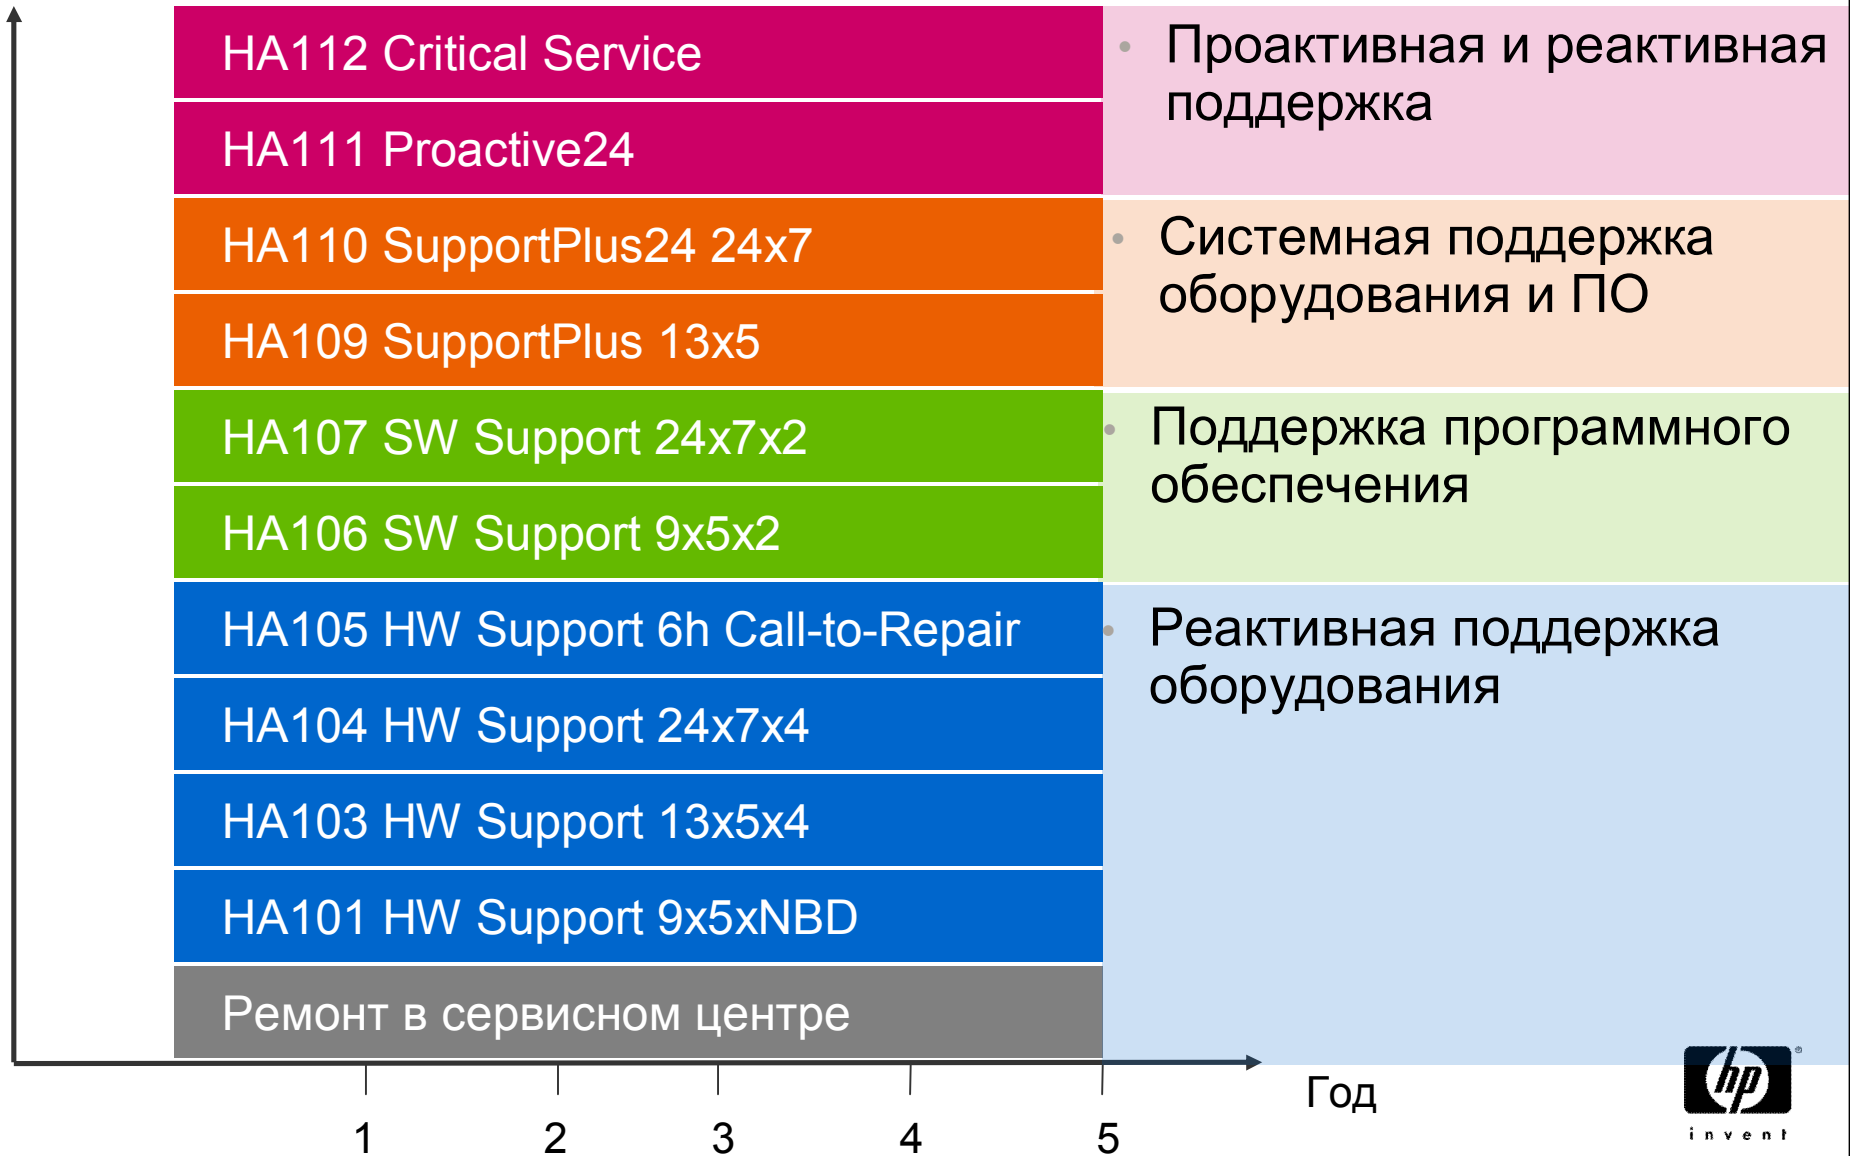 HA112 Critical Service
HA111 Proactive24
HA110 SupportPlus24 24x7
HA109 SupportPlus 13x5
HA107 SW Support 24x7x2
HA106 SW Support 9x5x2
HA105 HW Support 6h Call-to-Repair
HA104 HW Support 24x7x4
HA103 HW Support 13x5x4
HA101 HW Support 9x5xNBD
Ремонт в сервисном центре
• Проактивная и реактивная
поддержка
• Системная поддержка
оборудования и ПО
• Поддержка программного
обеспечения
• Реактивная поддержка
оборудования
1 2 3 4 5
Год
hp®
invent